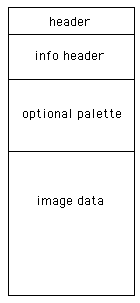 header
info header
optional palette
image data